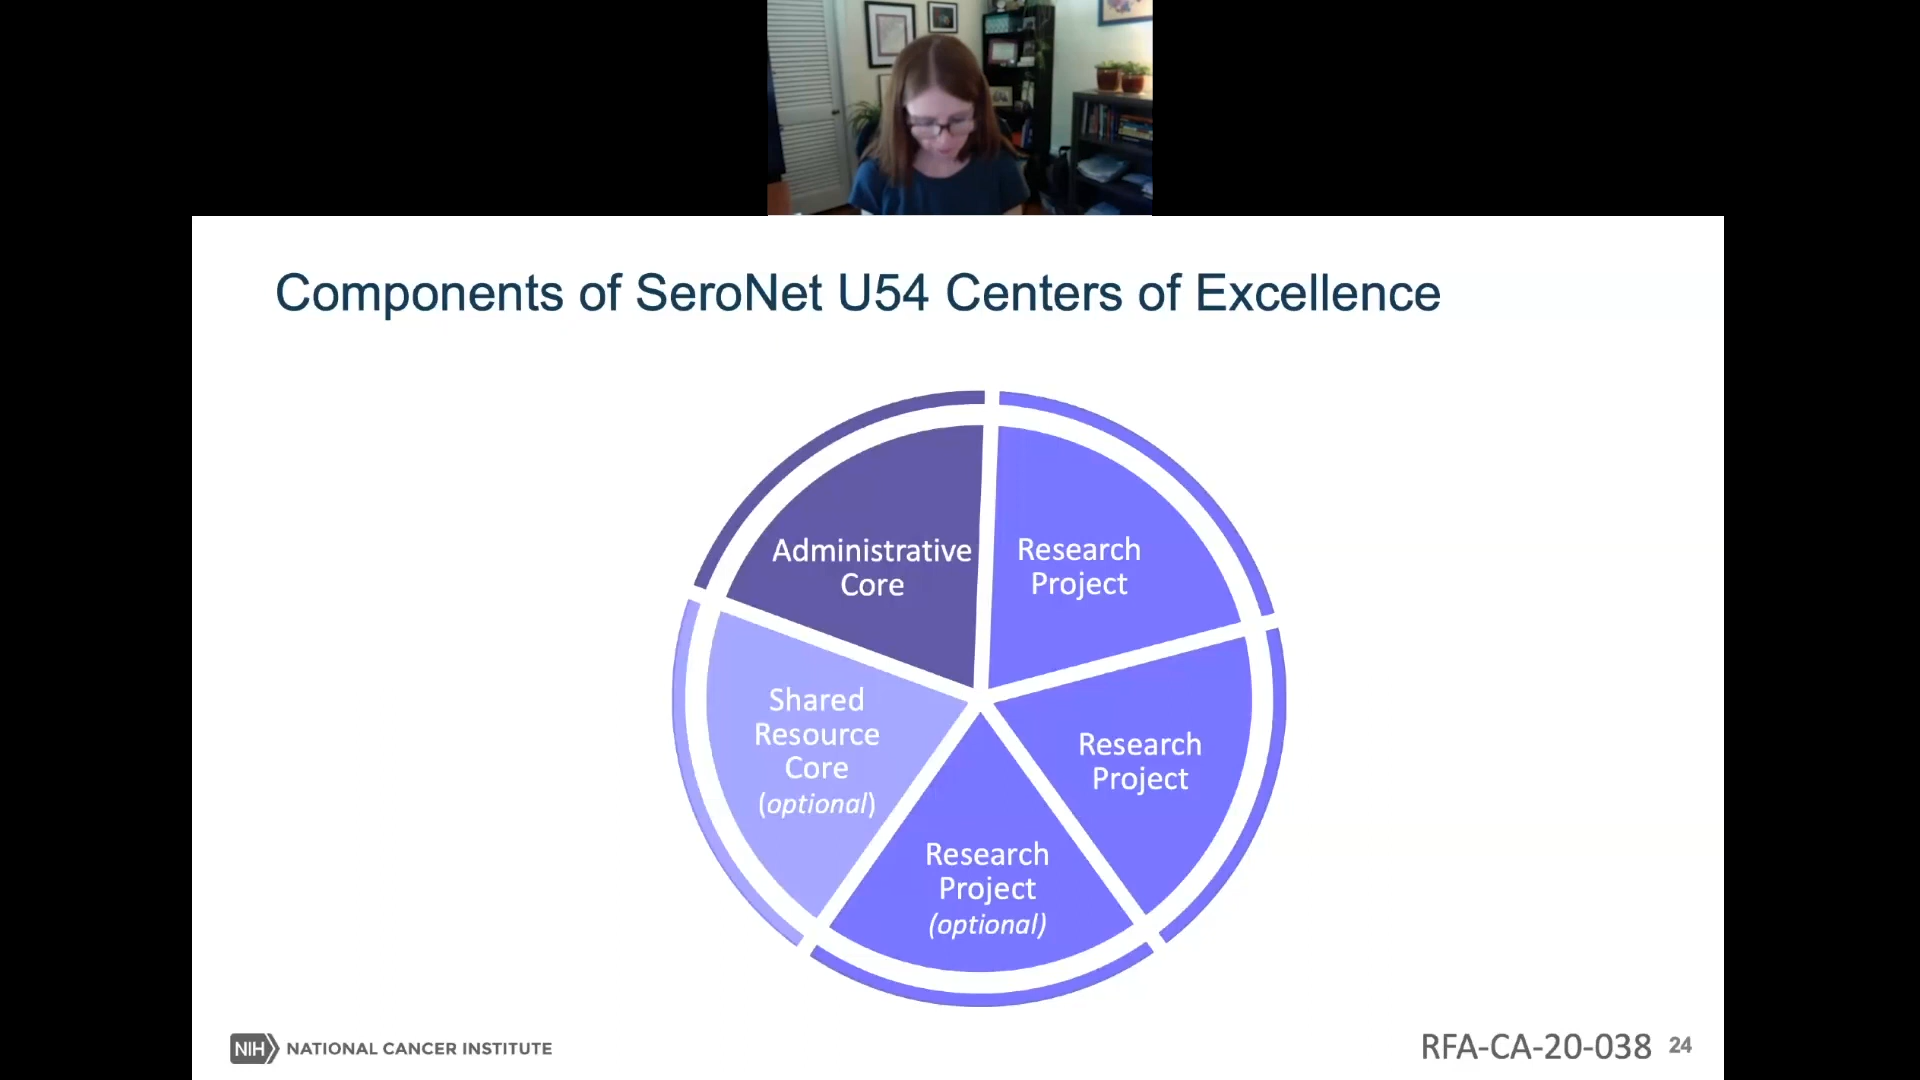 Components of SeroNet U54 Centers of Excellence
Administrative
Core
Research
Project
Shared
Resource
Core
(optional)
Research
Project
Research
Project
(optional)
NIH NATIONAL CANCER INSTITUTE
RFA-CA-20-038 24